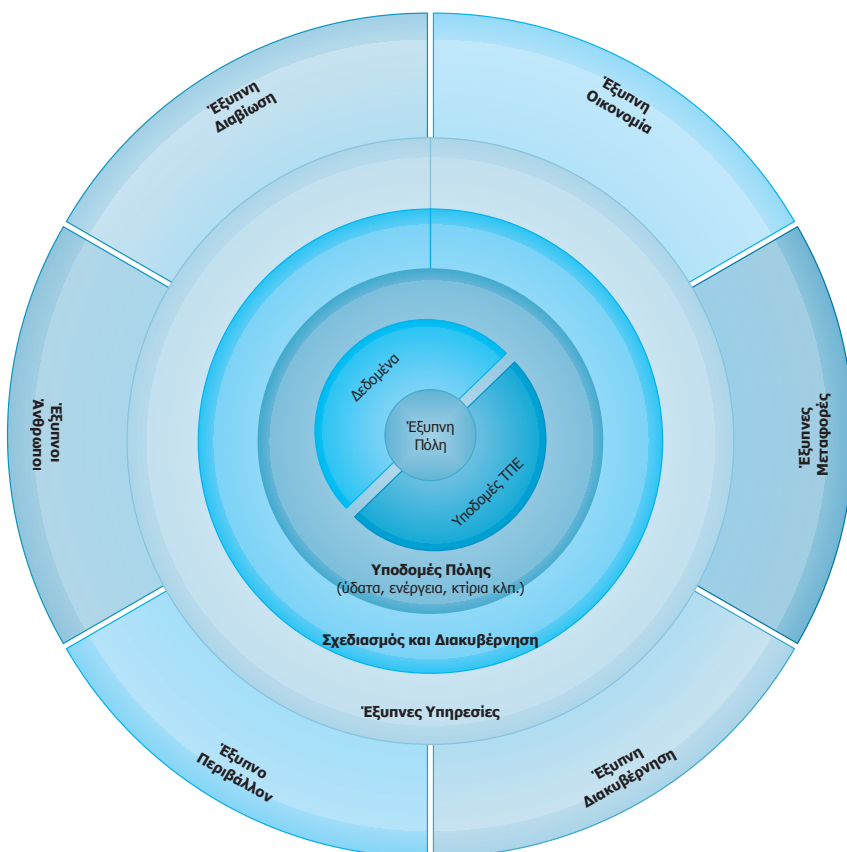 Έξυπνη
Διαβίωση
Έξυπνη
Οικονομία
Έξυπνοι
Άνθρωποι
Έξυπνες
Μεταφορές
Δεδομένα
Έξυπνη
Πόλη
Υποδομές ΤΠΕ
Υποδομές Πόλης
(ύδατα, ενέργεια, κτίρια κλπ.)
Σχεδιασμός και Διακυβέρνηση
Έξυπνες Υπηρεσίες
Έξυπνο
Περιβάλλον
Έξυπνη
Διακυβέρνηση